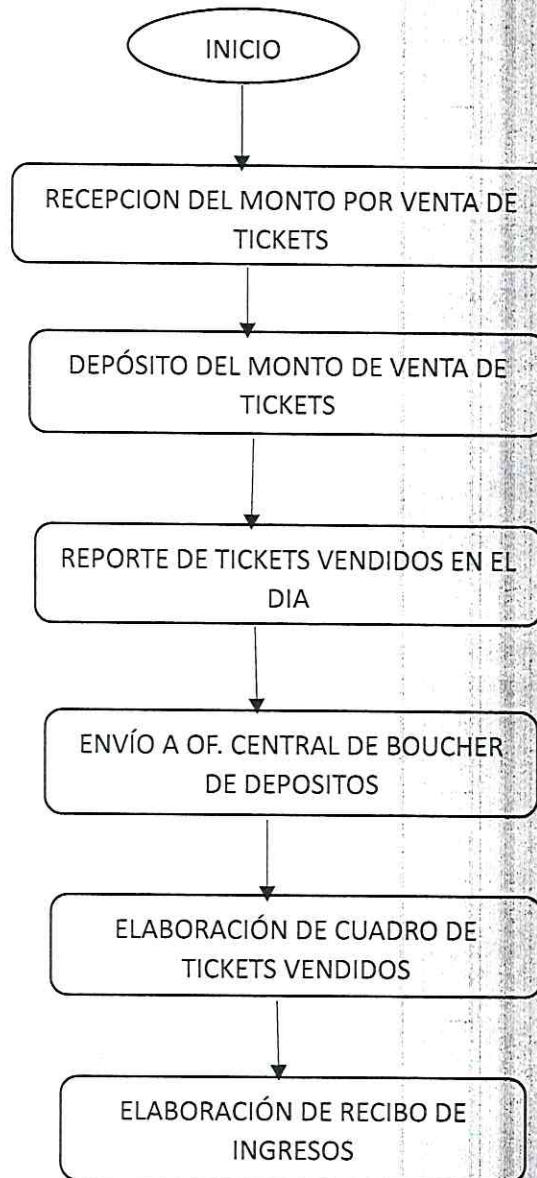 INICIO
RECEPCION DEL MONTO POR VENTA DE
TICKETS
DEPÓSITO DEL MONTO DE VENTA DE
TICKETS
REPORTE DE TICKETS VENDIDOS EN EL
DIA
ENVÍO A OF. CENTRAL DE BOUCHER
DE DEPOSITOS
ELABORACIÓN DE CUADRO DE
TICKETS VENDIDOS
ELABORACIÓN DE RECIBO DE
INGRESOS